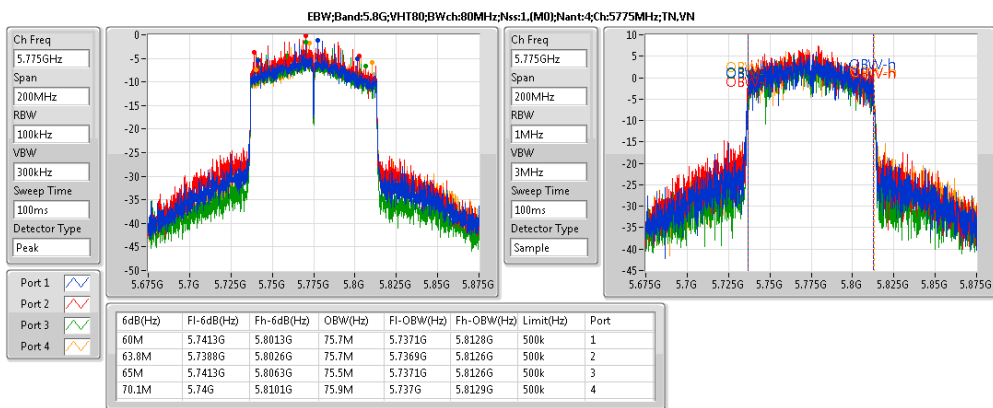 EBW;Band:5.8G;VHT80;BWch:80MHz;Nss:1,(M0);Nant:4;Ch:5775MHz;TN,VN
Ch Freq
5.775GHz
Span
200MHz
RBW
100kHz
VBW
300kHz
Sweep Time
100ms
Detector Type
Peak
0
-5
-10
-15
-20
-25
-30
-35
-40
-45
-50
5.675G 5.7G 5.725G 5.75G 5.775G 5.8G 5.825G 5.85G 5.875G
Ch Freq
5.775GHz
Span
200MHz
RBW
1MHz
VBW
3MHz
Sweep Time
100ms
Detector Type
Sample
10
5
0
-5
-10
-15
-20
-25
-30
-35
-40
-45
OBW-h
5.675G 5.7G 5.725G 5.75G 5.775G 5.8G 5.825G 5.85G 5.875G
Port 1
Port 2
Port 3
Port 4
6dB(Hz) Fl-6dB(Hz) Fh-6dB(Hz) OBW(Hz) Fl-OBW(Hz) Fh-OBW(Hz) Limit(Hz) Port
60M 5.7413G 5.8013G 75.7M 5.7371G 5.8128G 500k 1
63.8M 5.7388G 5.8026G 75.7M 5.7369G 5.8126G 500k 2
65M 5.7413G 5.8063G 75.5M 5.7371G 5.8126G 500k 3
70.1M 5.74G 5.8101G 75.9M 5.737G 5.8129G 500k 4